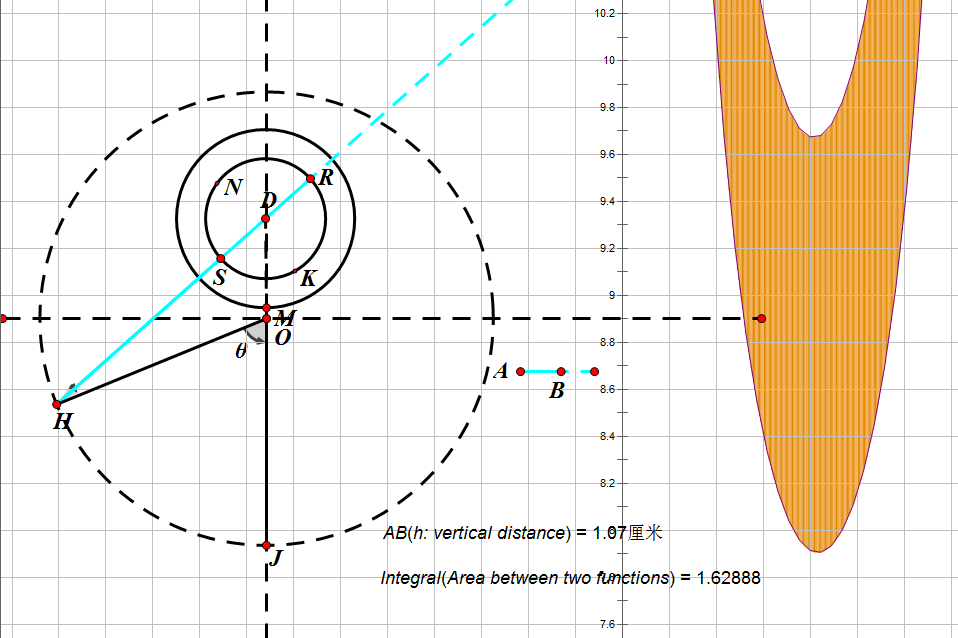 10.2
10
9.8
9.6
N
R
D
9.4
9.2
S
K
9
M
O
8.8
θ
A
B
8.6
H
8.4
8.2
AB(h: vertical distance) = 1.07厘米
J
Integral(Area between two functions) = 1.62888
7.6